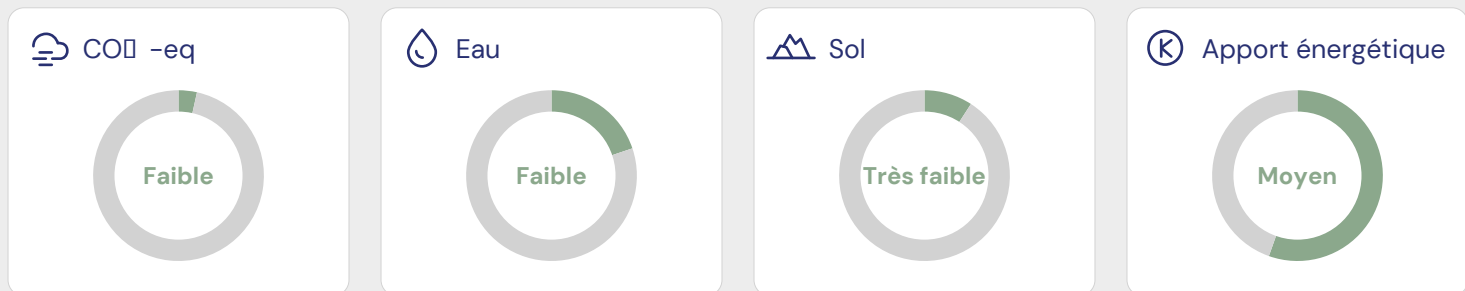 CO▯ -eq
Eau
Sol
Apport énergétique
Faible
Faible
Très faible
Moyen